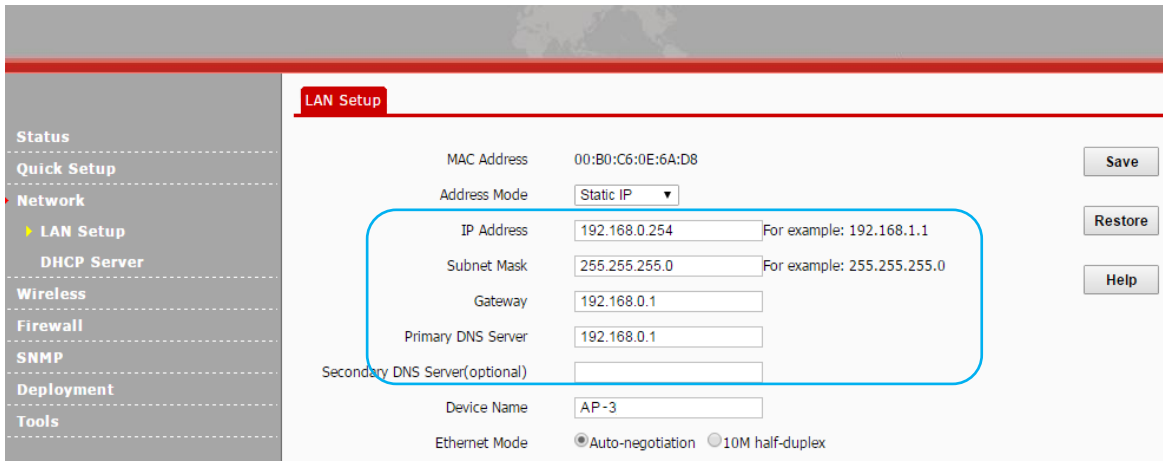 LAN Setup
Status
Quick Setup
Network
LAN Setup
DHCP Server
Wireless
Firewall
SNMP
Deployment
Tools
MAC Address 00:B0:C6:0E:6A:D8
Address Mode Static IP
IP Address 192.168.0.254 For example: 192.168.1.1
Subnet Mask 255.255.255.0 For example: 255.255.255.0
Gateway 192.168.0.1
Primary DNS Server 192.168.0.1
Secondary DNS Server(optional)
Device Name AP-3
Ethernet Mode Auto-negotiation 10M half-duplex
Save
Restore
Help